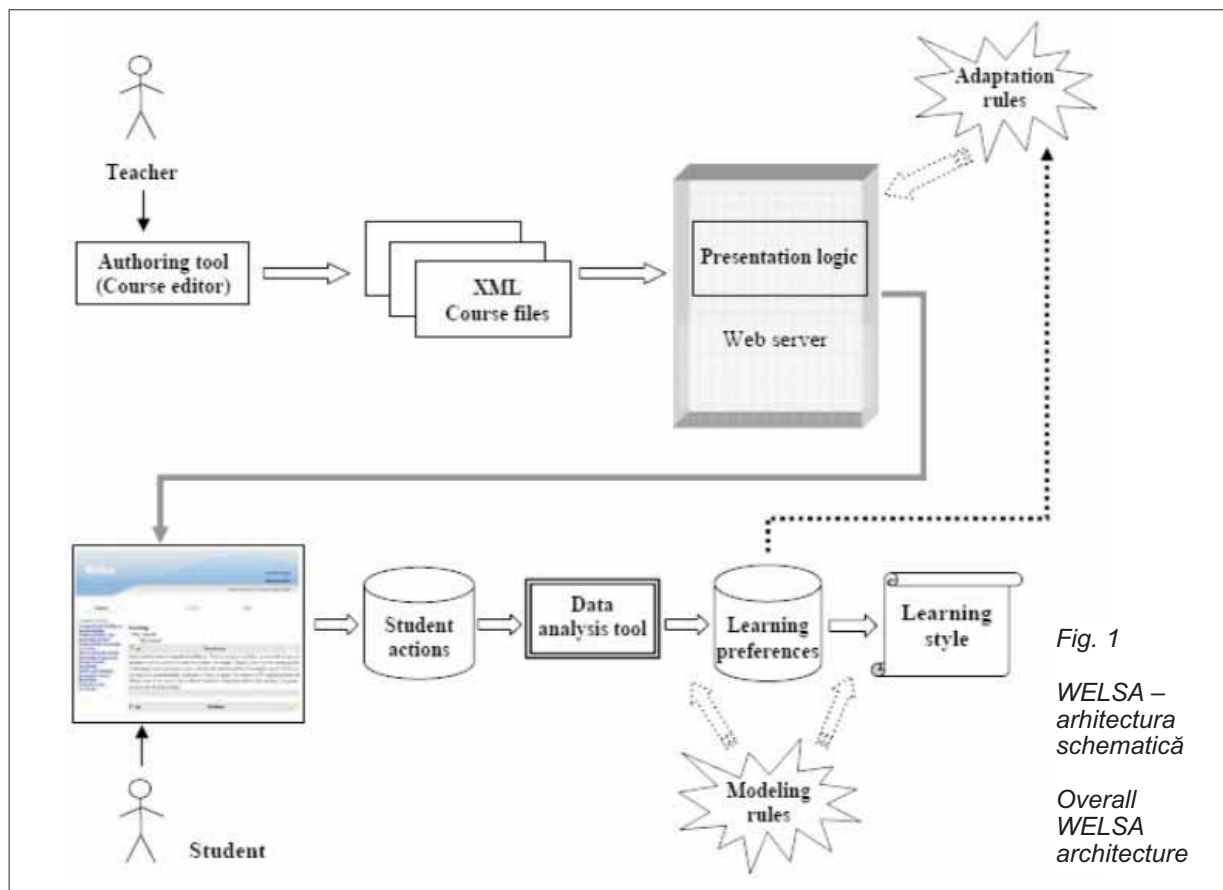 Teacher
Authoring tool
(Course editor)
XML
Course files
Presentation logic
Web server
Adaptation
rules
Student
actions
Data
analysis tool
Learning
preferences
Learning
style
Modeling
rules
Student
Fig. 1
WELSA –
arhitectura
schematică
Overall
WELSA
architecture